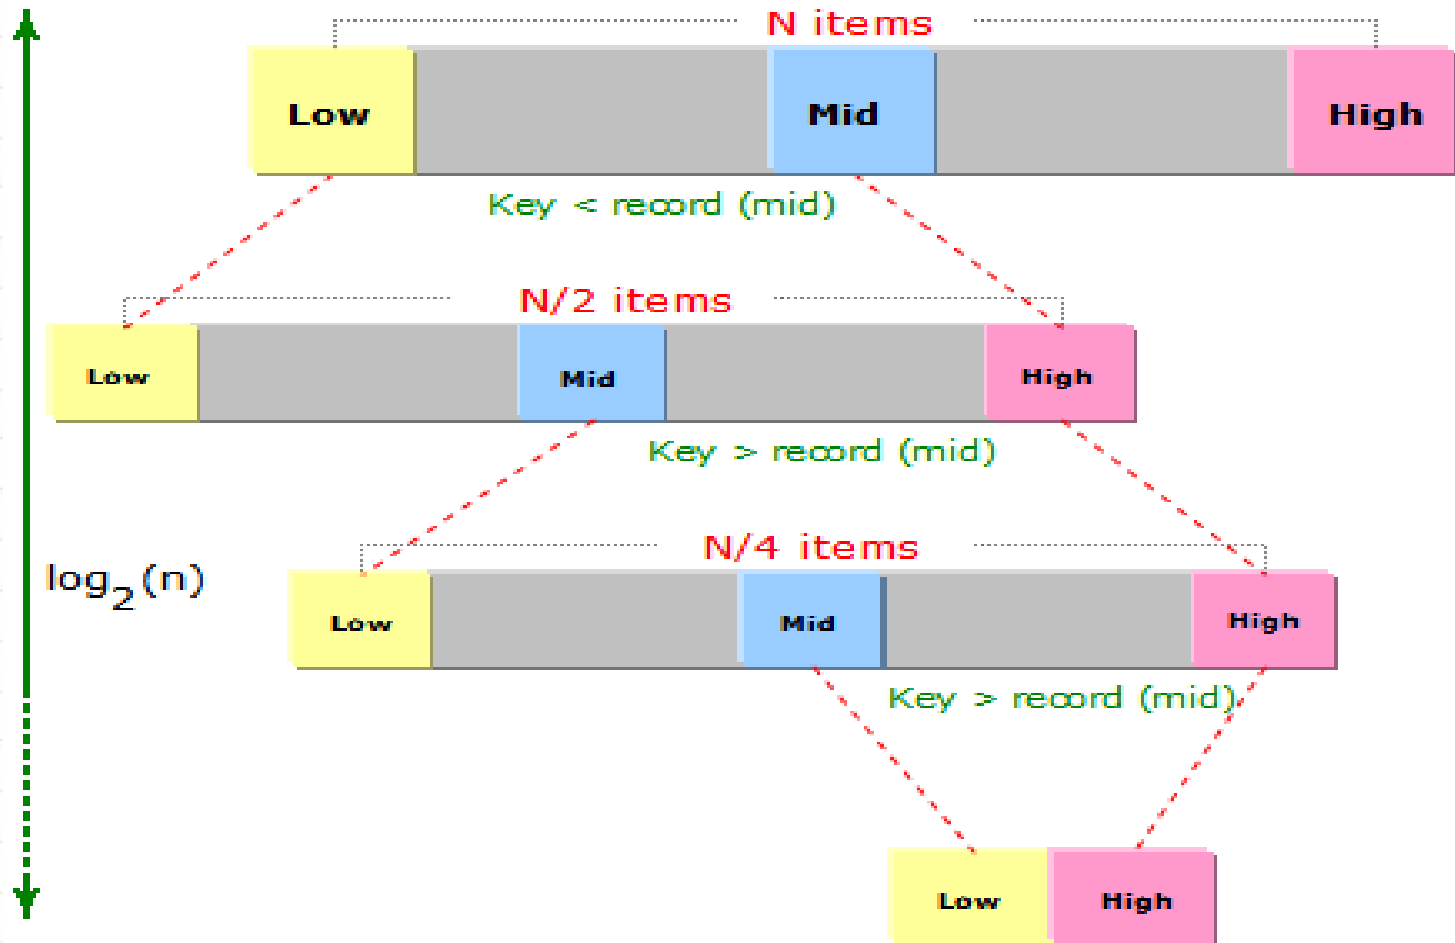 N items
Low Mid High
Key < record (mid)
N/2 items
Low Mid High
Key > record (mid)
N/4 items
log2(n)
Low Mid High
Key > record (mid)
Low High